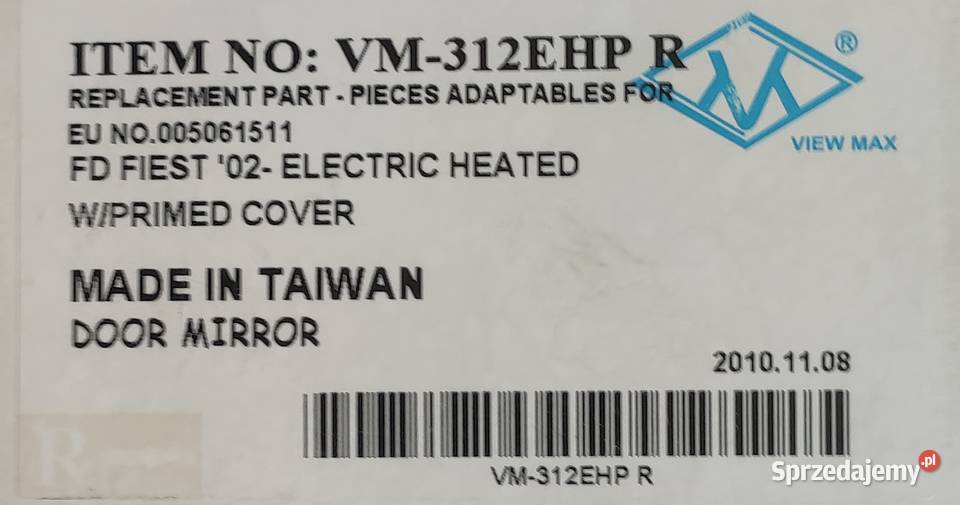 ITEM NO: VM-312EHP R
®
REPLACEMENT PART - PIECES ADAPTABLES FOR
EU NO.005061511
VIEW MAX
FD FIEST '02- ELECTRIC HEATED
W/PRIMED COVER
MADE IN TAIWAN
DOOR MIRROR
2010.11.08
R
VM-312EHP R
Sprzedajemy.pl